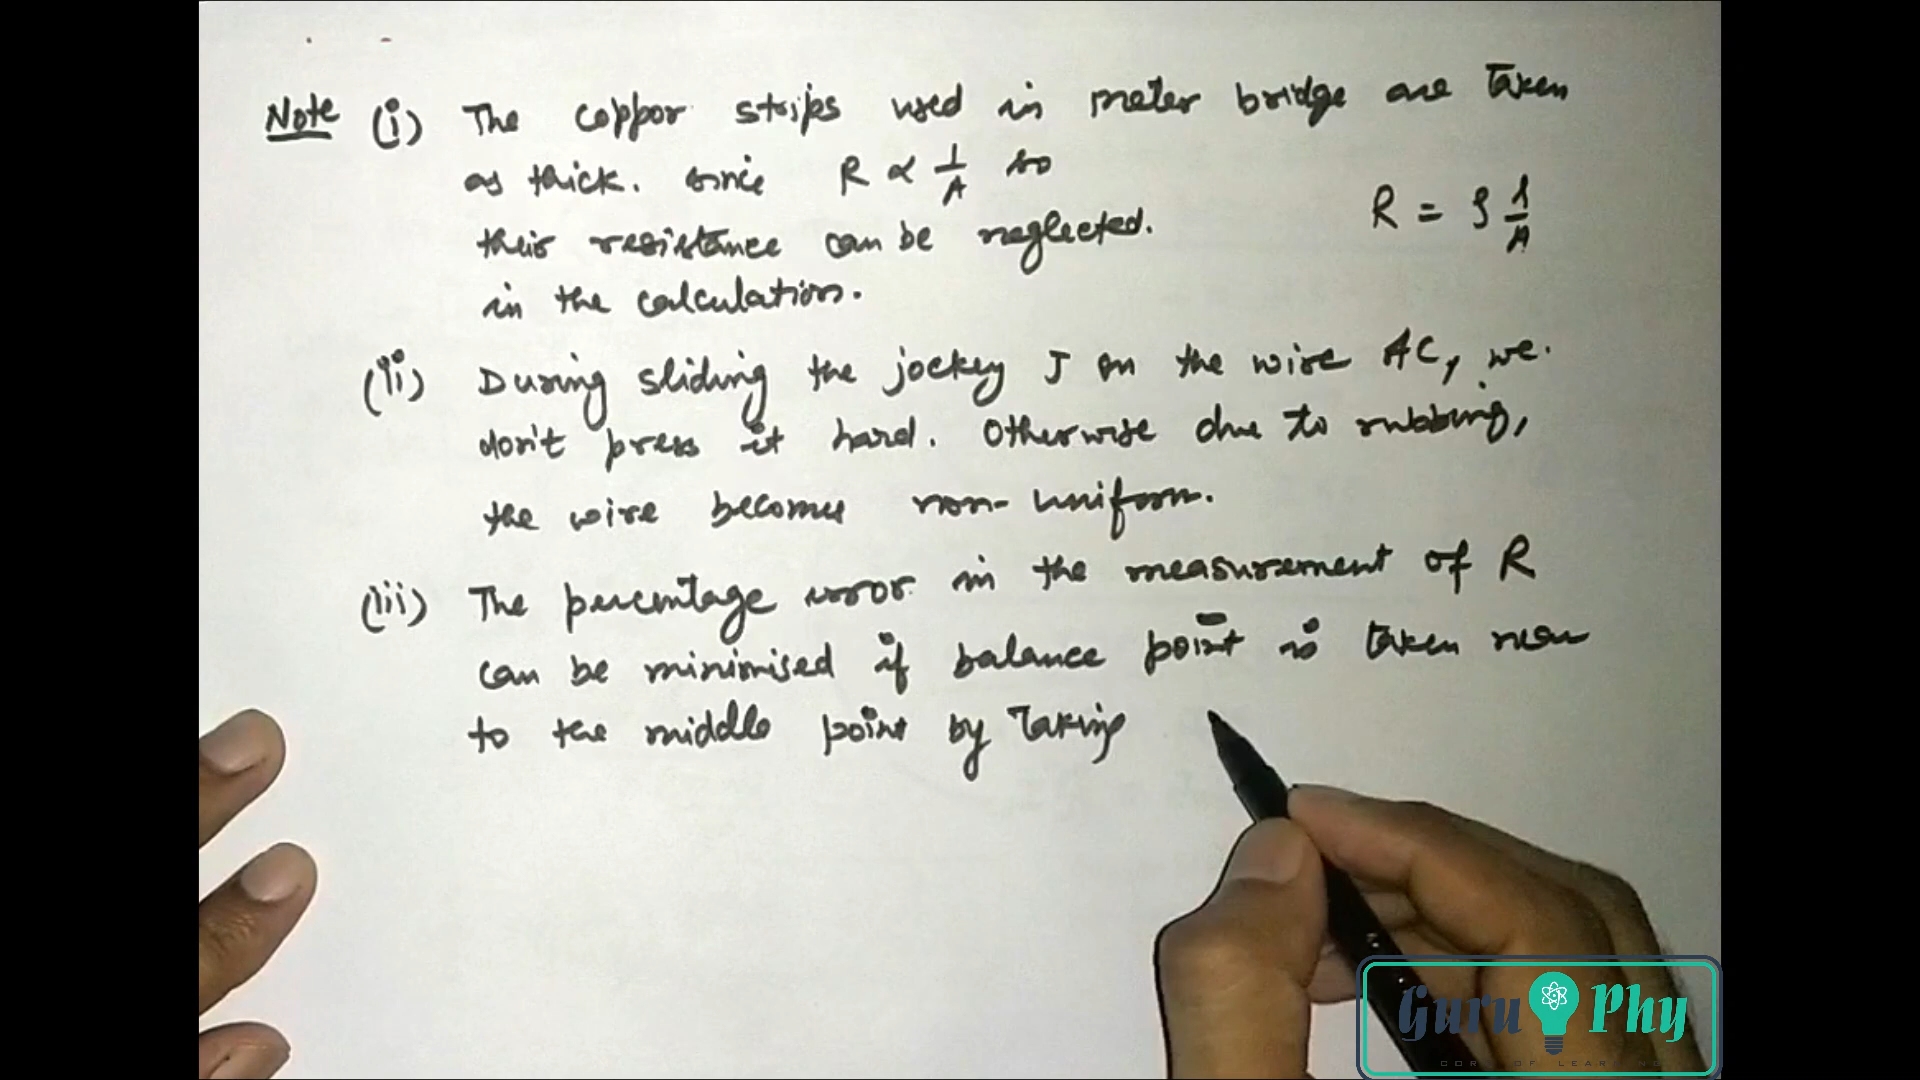 Note (i) The coppor strips used in meter bridge are taken
as thick. since R ∝ 1/A so
their resistance can be neglected.
R = ρ l/A
in the calculation.
(ii) During sliding the jockey J on the wire AC, we
don't press it hard. Otherwise due to rubbing,
the wire becomes non-uniform.
(iii) The percentage error in the measurement of R
can be minimised if balance point is taken near
to the middle point by Taking
Guru Phy